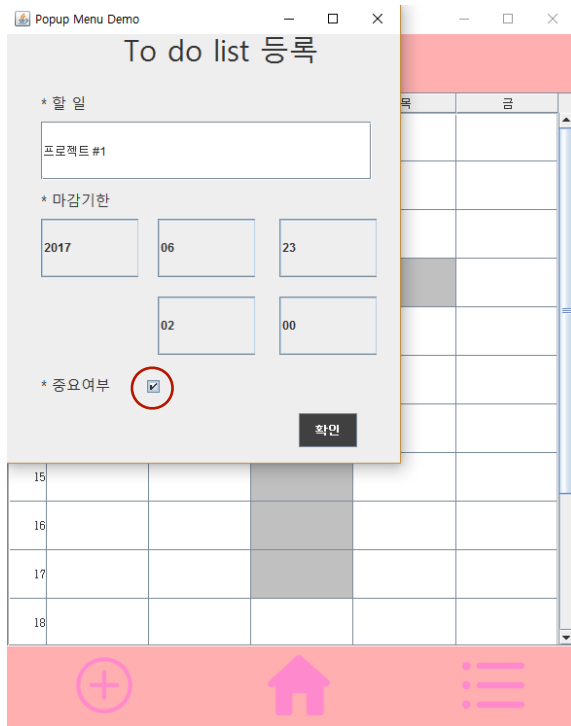 Popup Menu Demo
To do list 등록
* 할 일
프로젝트 #1
* 마감기한
2017 06 23
02 00
* 중요여부
확인
목 금
15
16
17
18